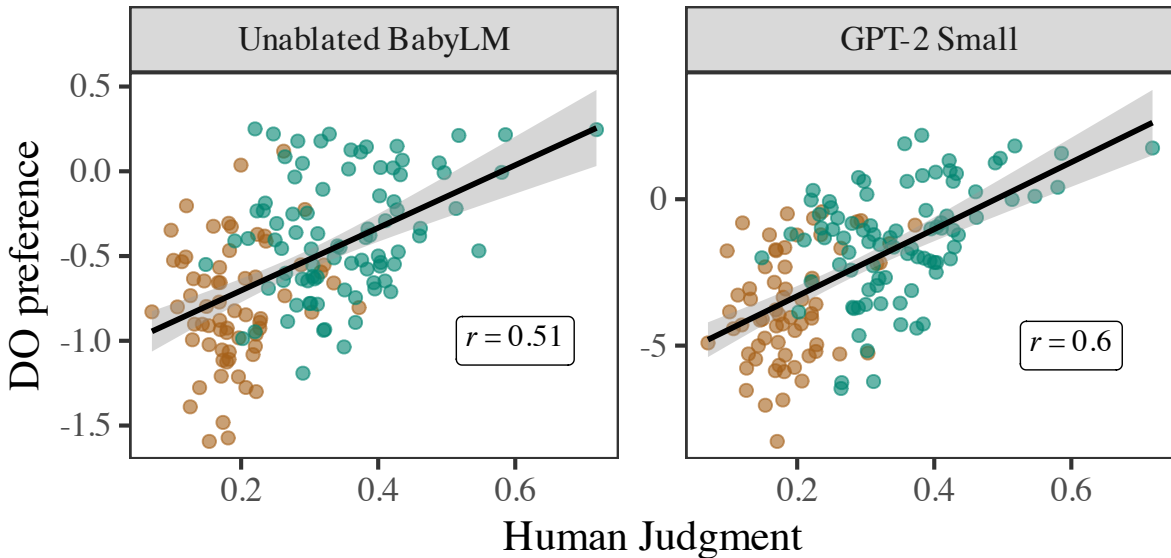 Unablated BabyLM
GPT-2 Small
DO preference
0.5
0.0
-0.5
-1.0
-1.5
r = 0.51
0.2
0.4
0.6
0
-5
r = 0.6
0.2
0.4
0.6
Human Judgment